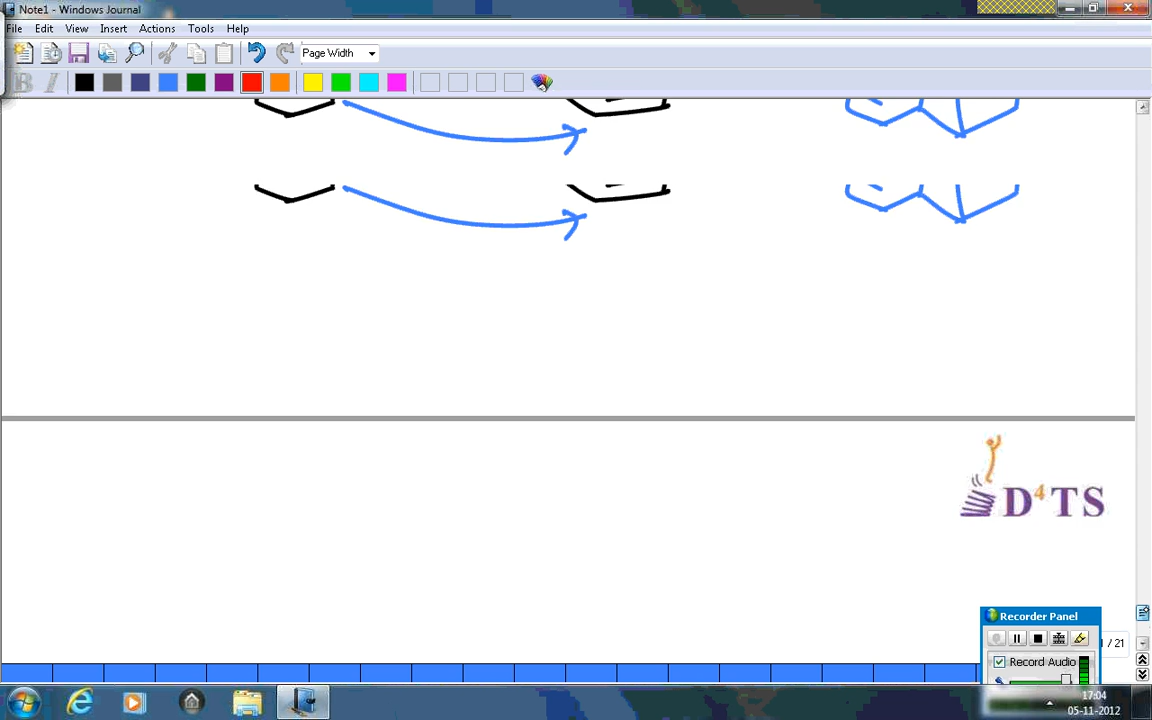 Note1 - Windows Journal
File Edit View Insert Actions Tools Help
Page Width
B I
D4TS
Recorder Panel
/ 21
Record Audio
17:04
05-11-2012